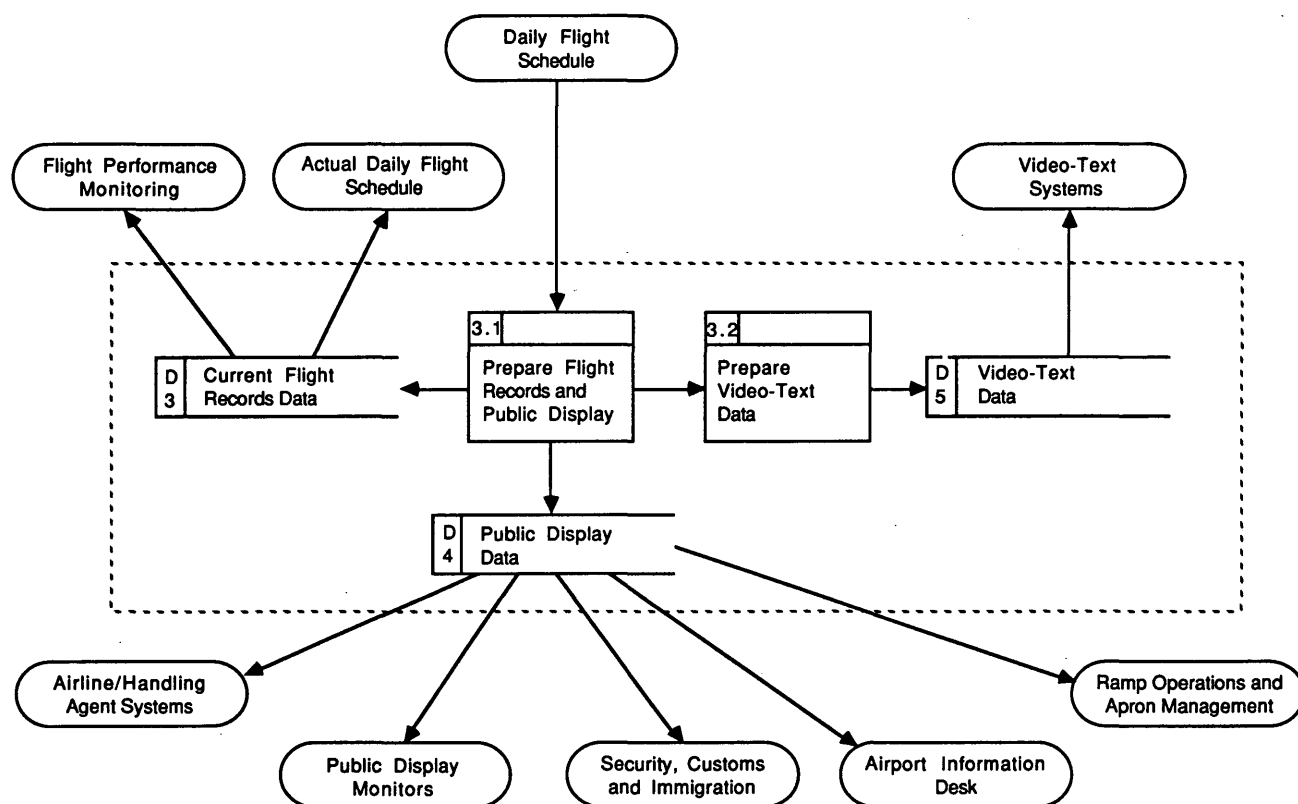 Daily Flight
Schedule
Flight Performance
Monitoring
Actual Daily Flight
Schedule
Video-Text
Systems
3.1
Prepare Flight
Records and
Public Display
3.2
Prepare
Video-Text
Data
D
3
Current Flight
Records Data
D
5
Video-Text
Data
D
4
Public Display
Data
Airline/Handling
Agent Systems
Ramp Operations and
Apron Management
Public Display
Monitors
Security, Customs
and Immigration
Airport Information
Desk